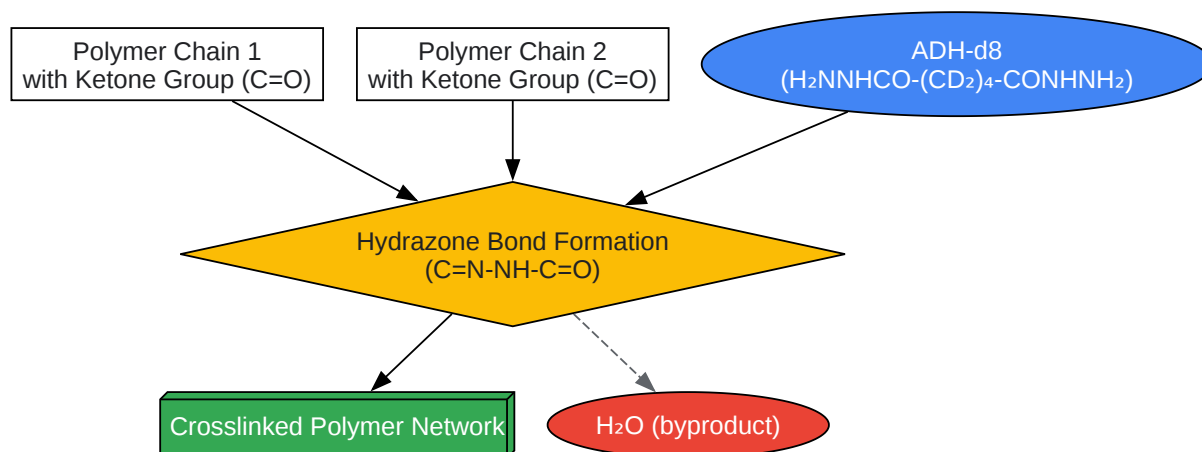 Polymer Chain 1
with Ketone Group (C=O)
Polymer Chain 2
with Ketone Group (C=O)
ADH-d8
(H₂NNHCO-(CD₂)₄-CONHNH₂)
Hydrazone Bond Formation
(C=N-NH-C=O)
Crosslinked Polymer Network
H₂O (byproduct)